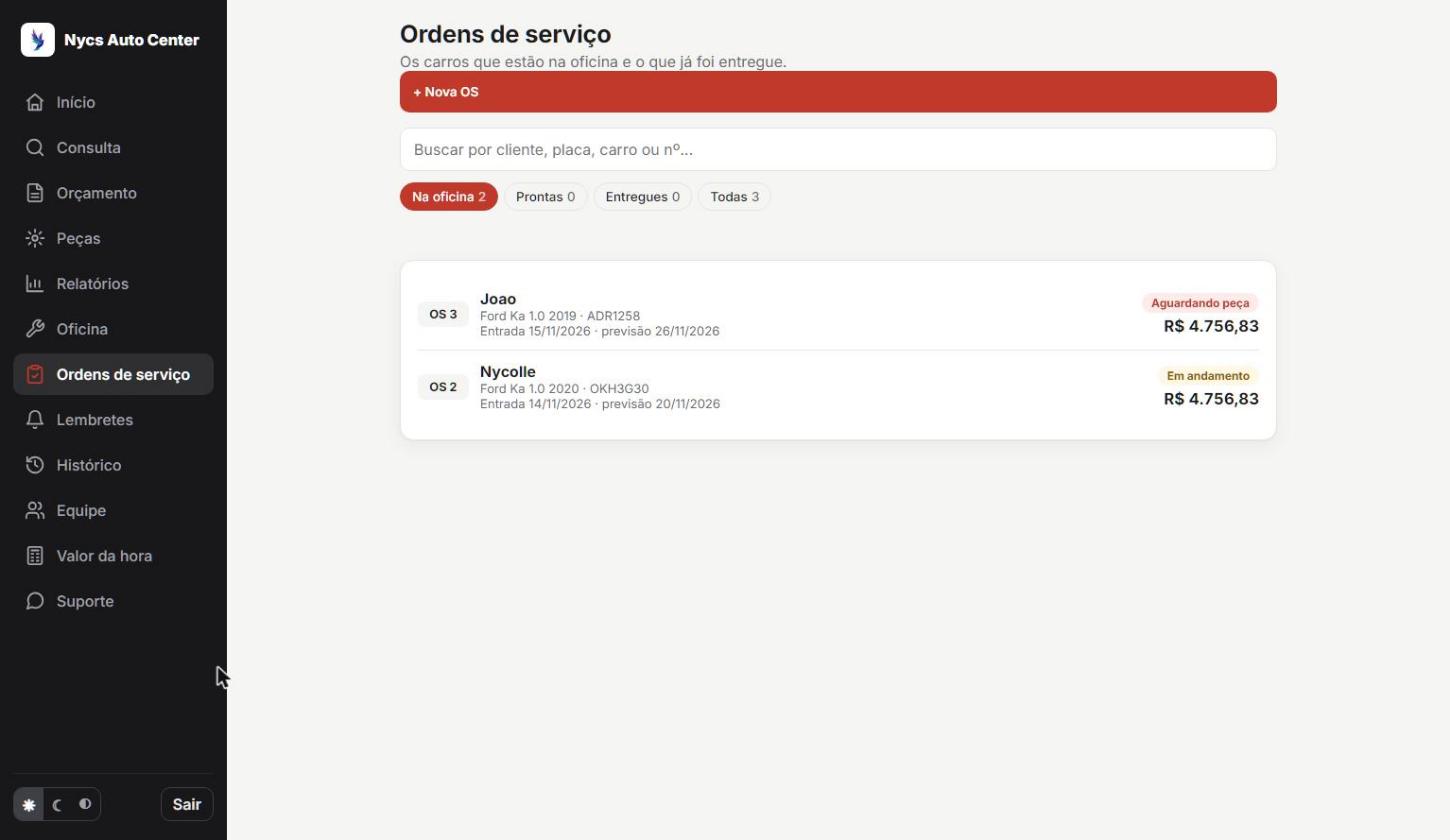 Nycs Auto Center
Início
Consulta
Orçamento
Peças
Relatórios
Oficina
Ordens de serviço
Lembretes
Histórico
Equipe
Valor da hora
Suporte
Sair
Ordens de serviço
Os carros que estão na oficina e o que já foi entregue.
+ Nova OS
Buscar por cliente, placa, carro ou nº...
Na oficina 2
Prontas 0
Entregues 0
Todas 3
OS 3
Joao
Ford Ka 1.0 2019 · ADR1258
Entrada 15/11/2026 · previsão 26/11/2026
Aguardando peça
R$ 4.756,83
OS 2
Nycolle
Ford Ka 1.0 2020 · OKH3G30
Entrada 14/11/2026 · previsão 20/11/2026
Em andamento
R$ 4.756,83